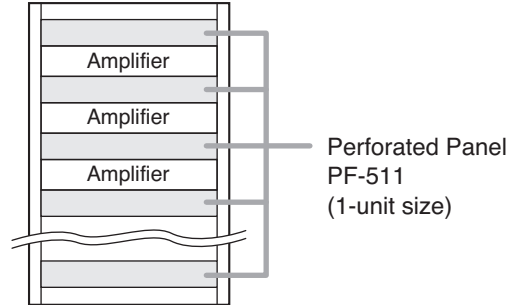 Amplifier
Amplifier
Amplifier
Perforated Panel
PF-511
(1-unit size)